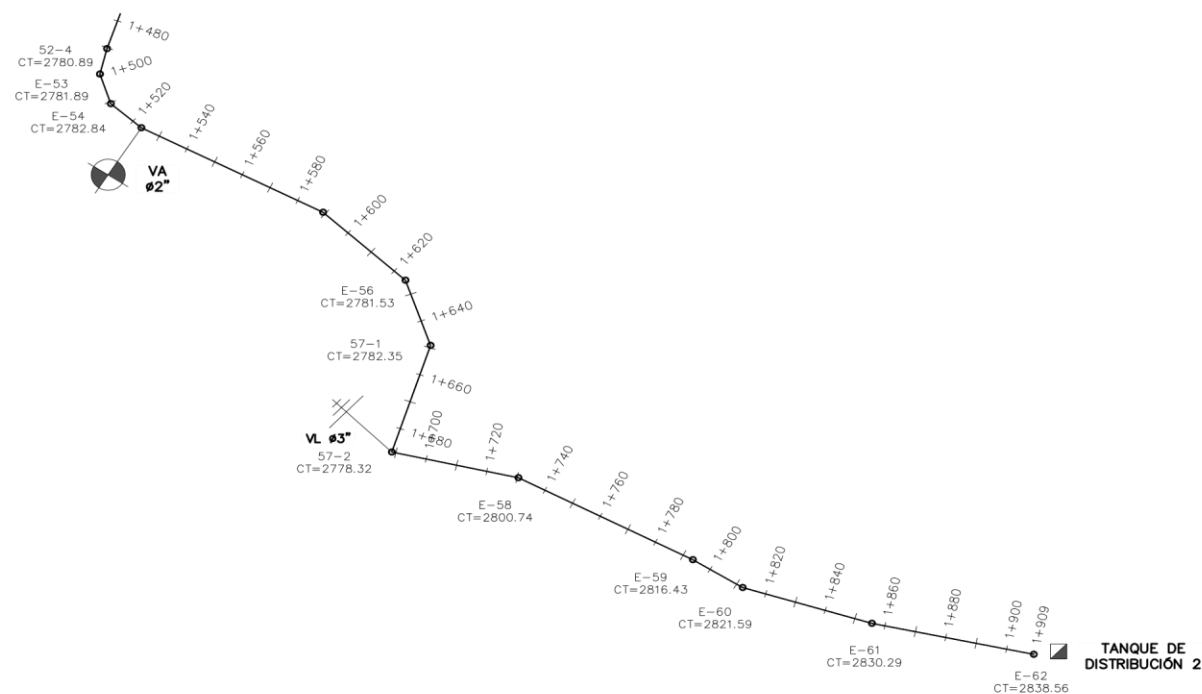 1+480
52-4
CT=2780.89
1+500
E-53
CT=2781.89
1+520
E-54
CT=2782.84
1+540
VA
ø2"
1+560
1+580
1+600
1+620
E-56
CT=2781.53
1+640
57-1
CT=2782.35
1+660
1+680
1+700
VL ø3"
57-2
CT=2778.32
1+720
1+740
E-58
CT=2800.74
1+760
1+780
1+800
E-59
CT=2816.43
1+820
E-60
CT=2821.59
1+840
1+860
E-61
CT=2830.29
1+880
1+900
1+909
TANQUE DE
DISTRIBUCIÓN 2
E-62
CT=2838.56